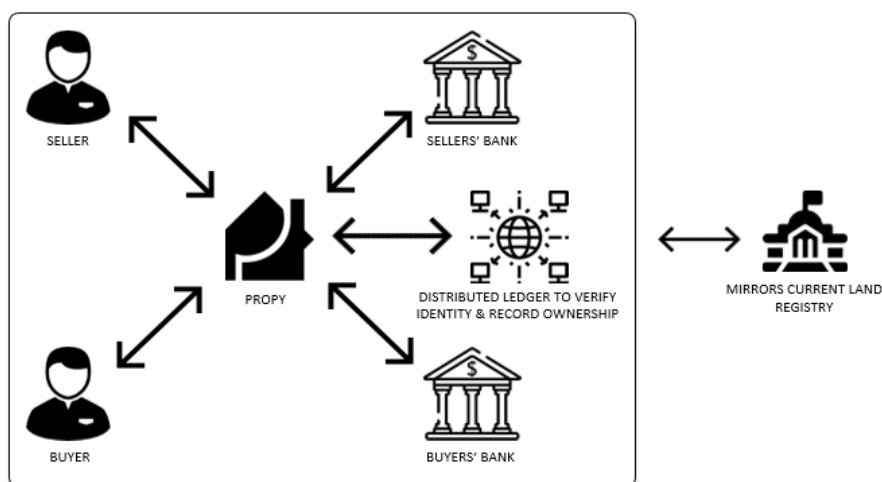 SELLER
SELLERS' BANK
PROPY
DISTRIBUTED LEDGER TO VERIFY
IDENTITY & RECORD OWNERSHIP
MIRRORS CURRENT LAND
REGISTRY
BUYER
BUYERS' BANK
$
$